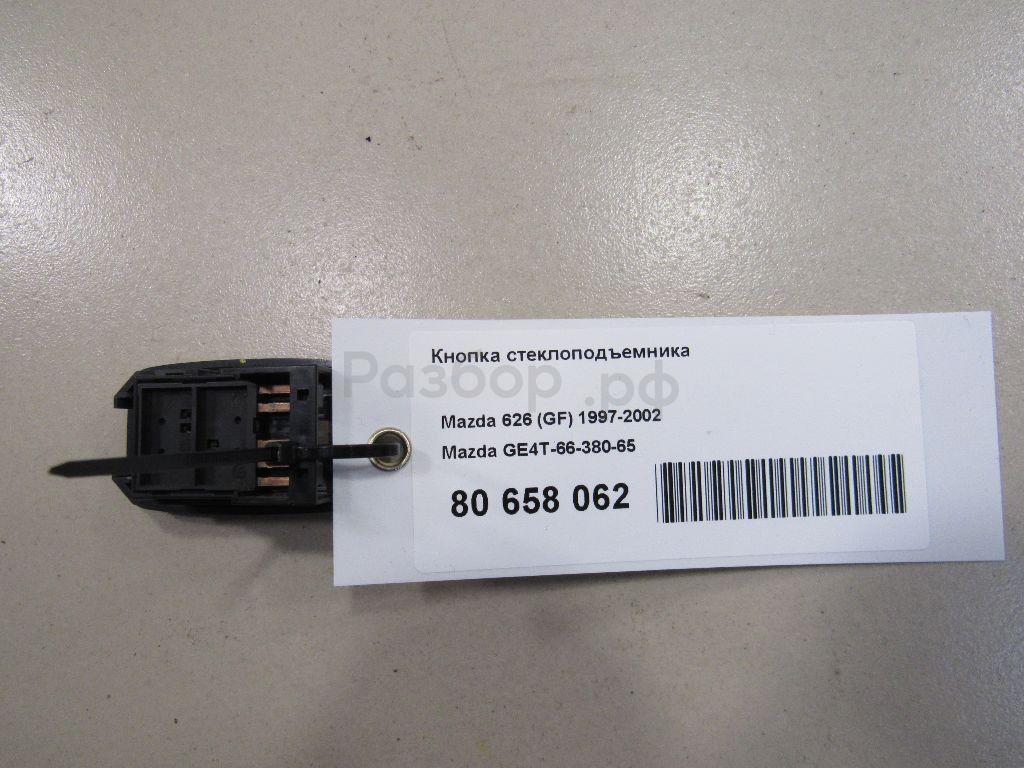 Кнопка стеклоподъемника
Разбор.рф
Mazda 626 (GF) 1997-2002
Mazda GE4T-66-380-65
80 658 062